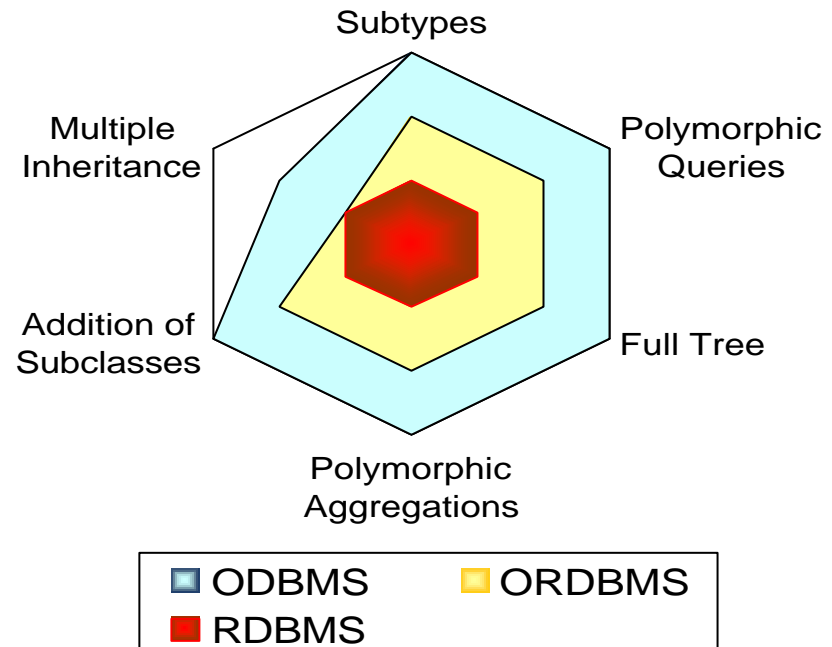 Subtypes
Multiple
Inheritance
Polymorphic
Queries
Addition of
Subclasses
Full Tree
Polymorphic
Aggregations
ODBMS
ORDBMS
RDBMS